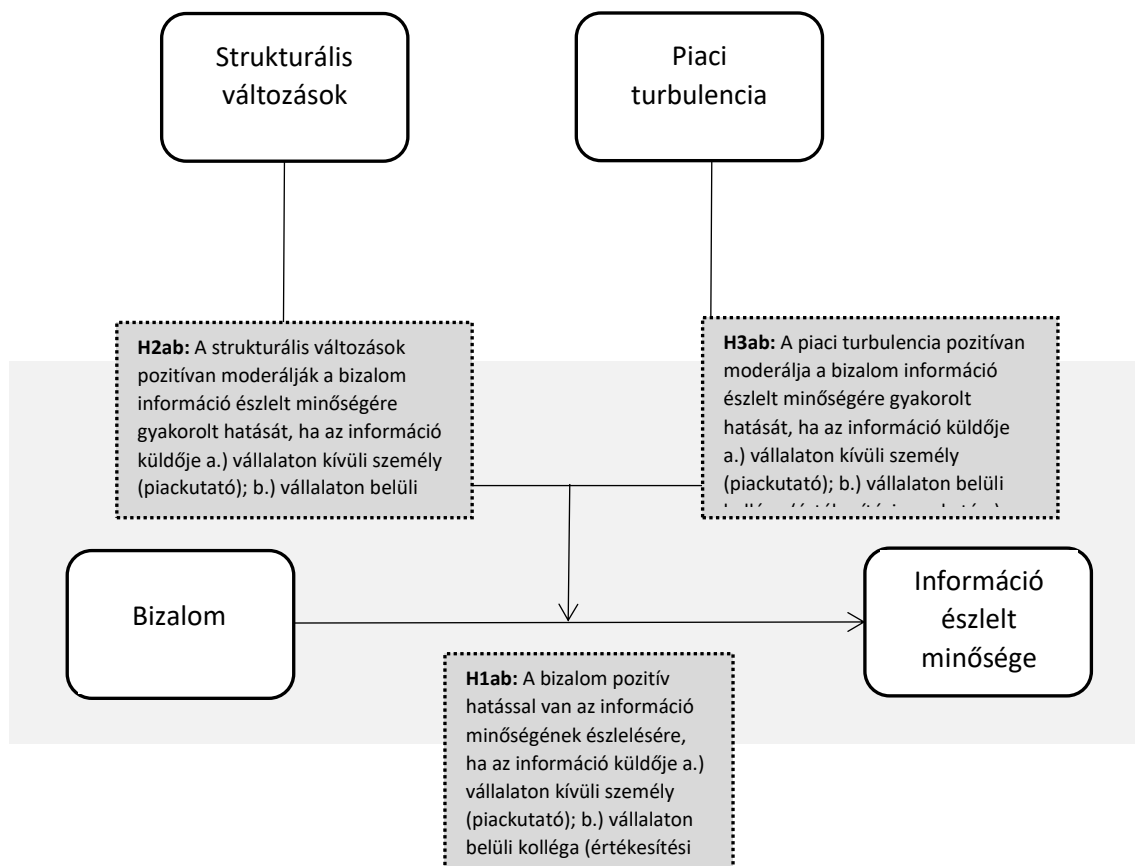 Strukturális
változások
Piaci
turbulencia
H2ab: A strukturális változások
pozitívan moderálják a bizalom
információ észlelt minőségére
gyakorolt hatását, ha az információ
küldője a.) vállalaton kívüli személy
(piackutató); b.) vállalaton belüli
H3ab: A piaci turbulencia pozitívan
moderálja a bizalom információ
észlelt minőségére gyakorolt
hatását, ha az információ küldője
a.) vállalaton kívüli személy
(piackutató); b.) vállalaton belüli
Bizalom
Információ
észlelt
minősége
H1ab: A bizalom pozitív
hatással van az információ
minőségének észlelésére,
ha az információ küldője a.)
vállalaton kívüli személy
(piackutató); b.) vállalaton
belüli kolléga (értékesítési